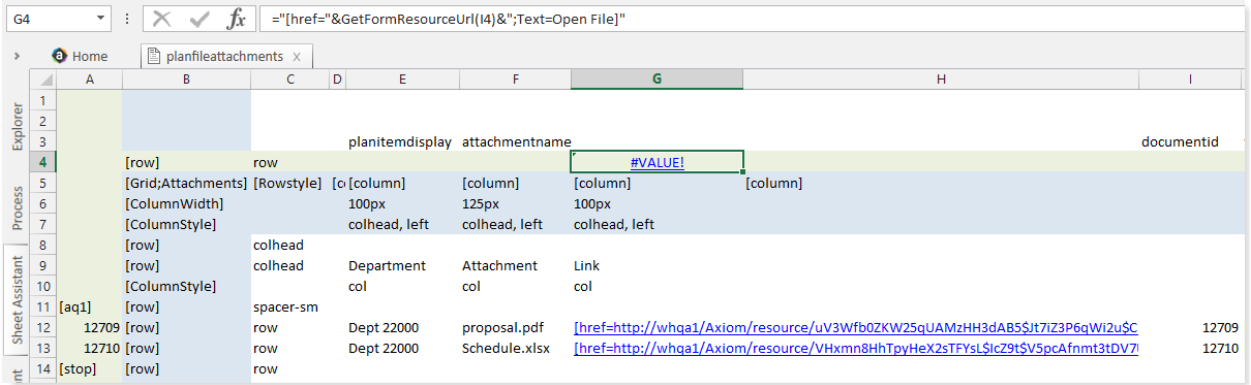 G4 fx ="[href="&GetFormResourceUrl(I4)&";Text=Open File]"
Home planfileattachments X
A B C D E F G H I
1
2
3 planitemdisplay attachmentname documentid
4 [row] row #VALUE!
5 [Grid;Attachments] [Rowstyle] [co [column] [column] [column] [column]
6 [ColumnWidth] 100px 125px 100px
7 [ColumnStyle] colhead, left colhead, left colhead, left
8 [row] colhead
9 [row] colhead Department Attachment Link
10 [ColumnStyle] col col col
11 [aq1] [row] spacer-sm
12 12709 [row] row Dept 22000 proposal.pdf [href=http://whqa1/Axiom/resource/uV3Wfb0ZKW25qUAMzHH3dAB5$Jt7iZ3P6qWi2u$C 12709
13 12710 [row] row Dept 22000 Schedule.xlsx [href=http://whqa1/Axiom/resource/VHxmn8HhTpyHeX2sTFYsL$IcZ9t$V5pcAfnmt3tDV7 12710
14 [stop] [row] row
Explorer
Process
Sheet Assistant